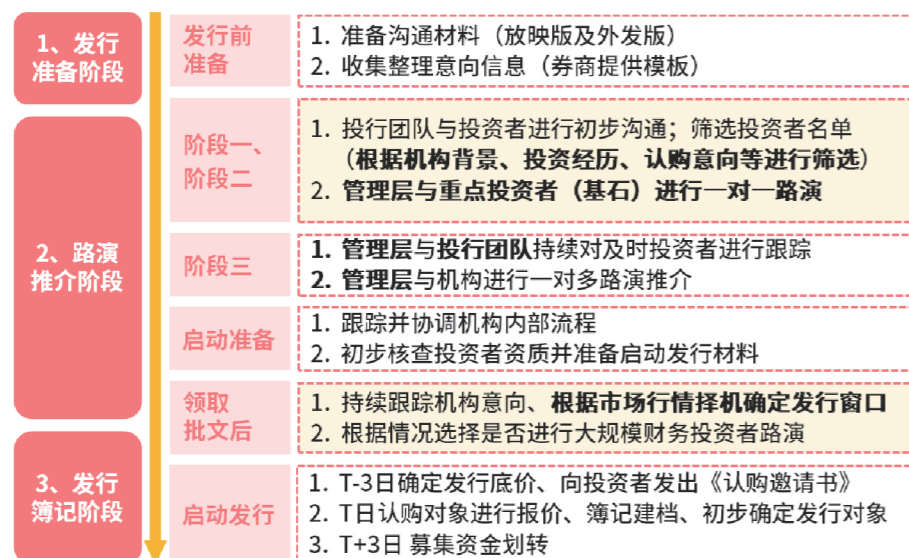 1、发行
准备阶段
发行前
准备
1. 准备沟通材料（放映版及外发版）
2. 收集整理意向信息（券商提供模板）
2、路演
推介阶段
阶段一、
阶段二
1. 投行团队与投资者进行初步沟通；筛选投资者名单
（根据机构背景、投资经历、认购意向等进行筛选）
2. 管理层与重点投资者（基石）进行一对一路演
阶段三
1. 管理层与投行团队持续对及时投资者进行跟踪
2. 管理层与机构进行一对多路演推介
启动准备
1. 跟踪并协调机构内部流程
2. 初步核查投资者资质并准备启动发行材料
领取
批文后
1. 持续跟踪机构意向、根据市场行情择机确定发行窗口
2. 根据情况选择是否进行大规模财务投资者路演
3、发行
簿记阶段
启动发行
1. T-3日确定发行底价、向投资者发出《认购邀请书》
2. T日认购对象进行报价、簿记建档、初步确定发行对象
3. T+3日 募集资金划转